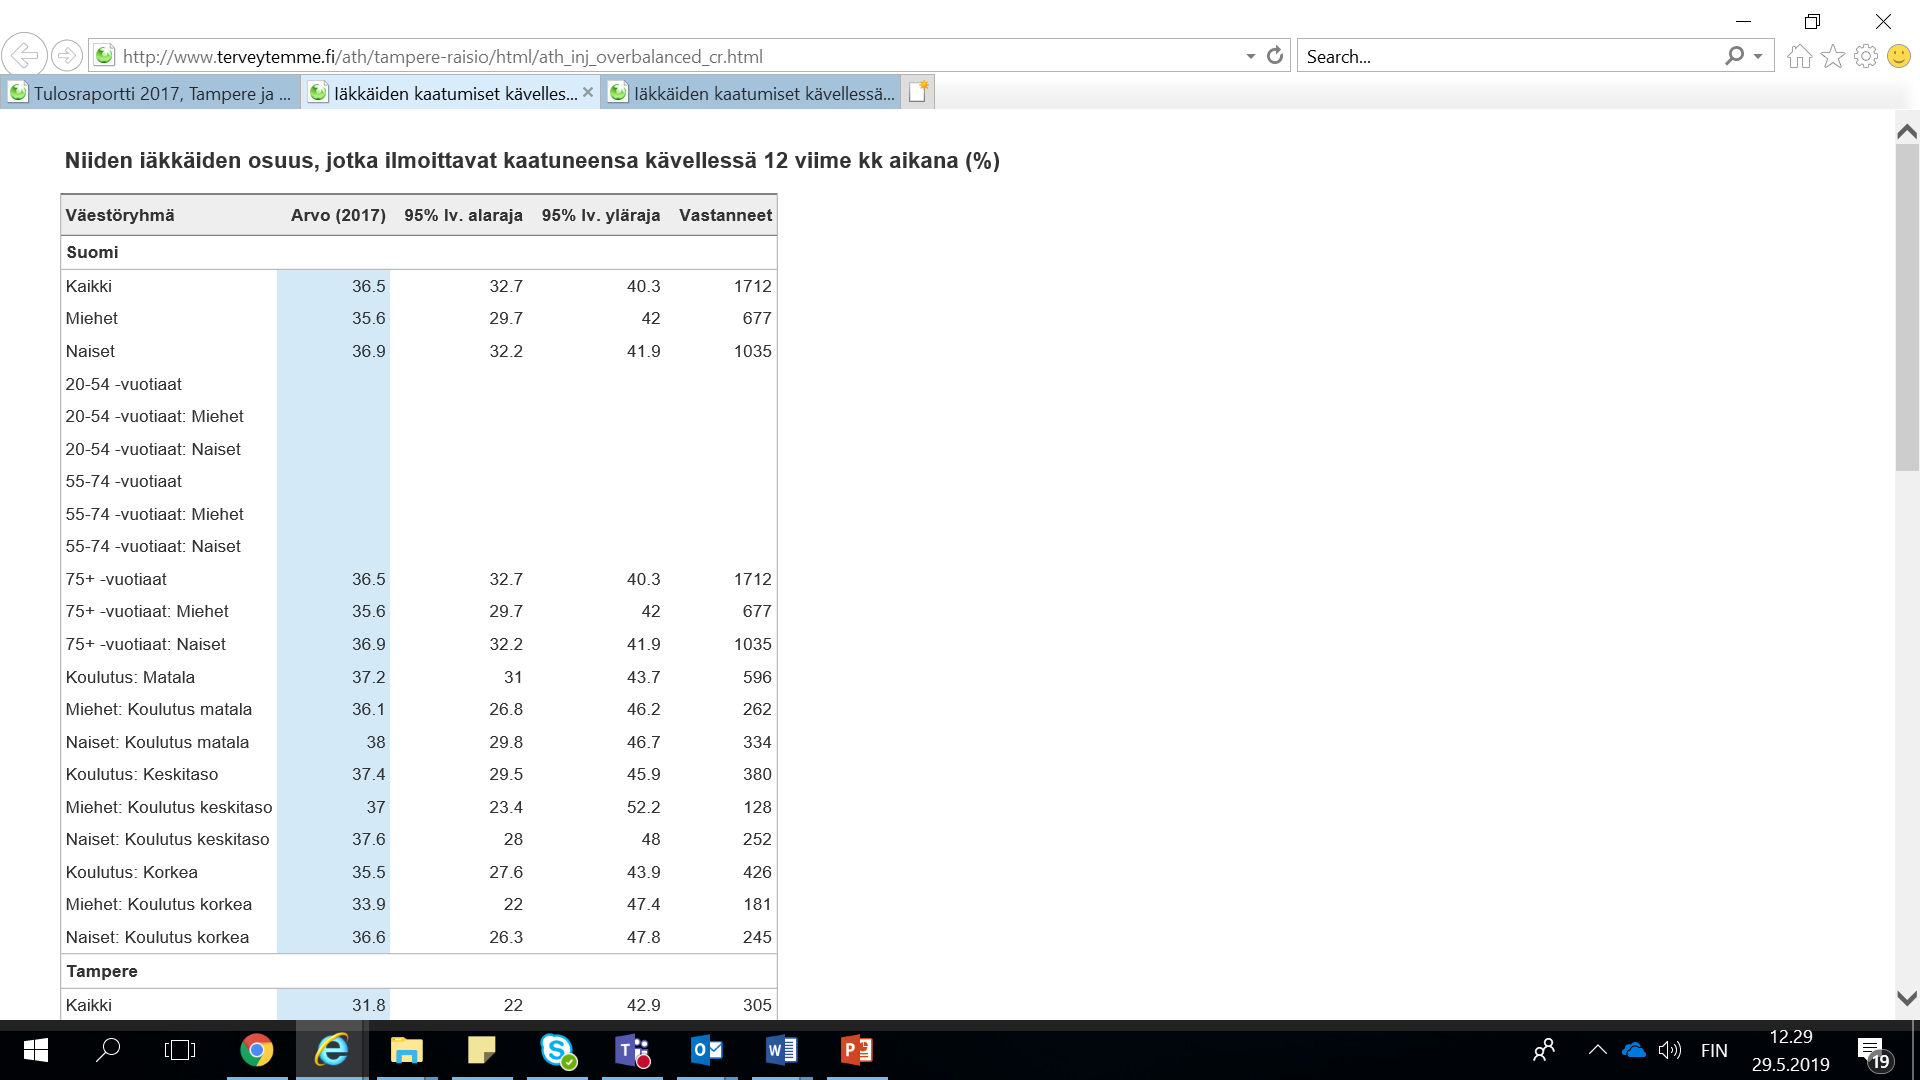 http://www.terveytemme.fi/ath/tampere-raisio/html/ath_inj_overbalanced_cr.html
Search...
Tulosraportti 2017, Tampere ja ...
Iäkkäiden kaatumiset kävelles...
Iäkkäiden kaatumiset kävellessä...
Niiden iäkkäiden osuus, jotka ilmoittavat kaatuneensa kävellessä 12 viime kk aikana (%)
Väestöryhmä Arvo (2017) 95% lv. alaraja 95% lv. yläraja Vastanneet
Suomi
Kaikki 36.5 32.7 40.3 1712
Miehet 35.6 29.7 42 677
Naiset 36.9 32.2 41.9 1035
20-54 -vuotiaat
20-54 -vuotiaat: Miehet
20-54 -vuotiaat: Naiset
55-74 -vuotiaat
55-74 -vuotiaat: Miehet
55-74 -vuotiaat: Naiset
75+ -vuotiaat 36.5 32.7 40.3 1712
75+ -vuotiaat: Miehet 35.6 29.7 42 677
75+ -vuotiaat: Naiset 36.9 32.2 41.9 1035
Koulutus: Matala 37.2 31 43.7 596
Miehet: Koulutus matala 36.1 26.8 46.2 262
Naiset: Koulutus matala 38 29.8 46.7 334
Koulutus: Keskitaso 37.4 29.5 45.9 380
Miehet: Koulutus keskitaso 37 23.4 52.2 128
Naiset: Koulutus keskitaso 37.6 28 48 252
Koulutus: Korkea 35.5 27.6 43.9 426
Miehet: Koulutus korkea 33.9 22 47.4 181
Naiset: Koulutus korkea 36.6 26.3 47.8 245
Tampere
Kaikki 31.8 22 42.9 305
FIN
12.29
29.5.2019
19